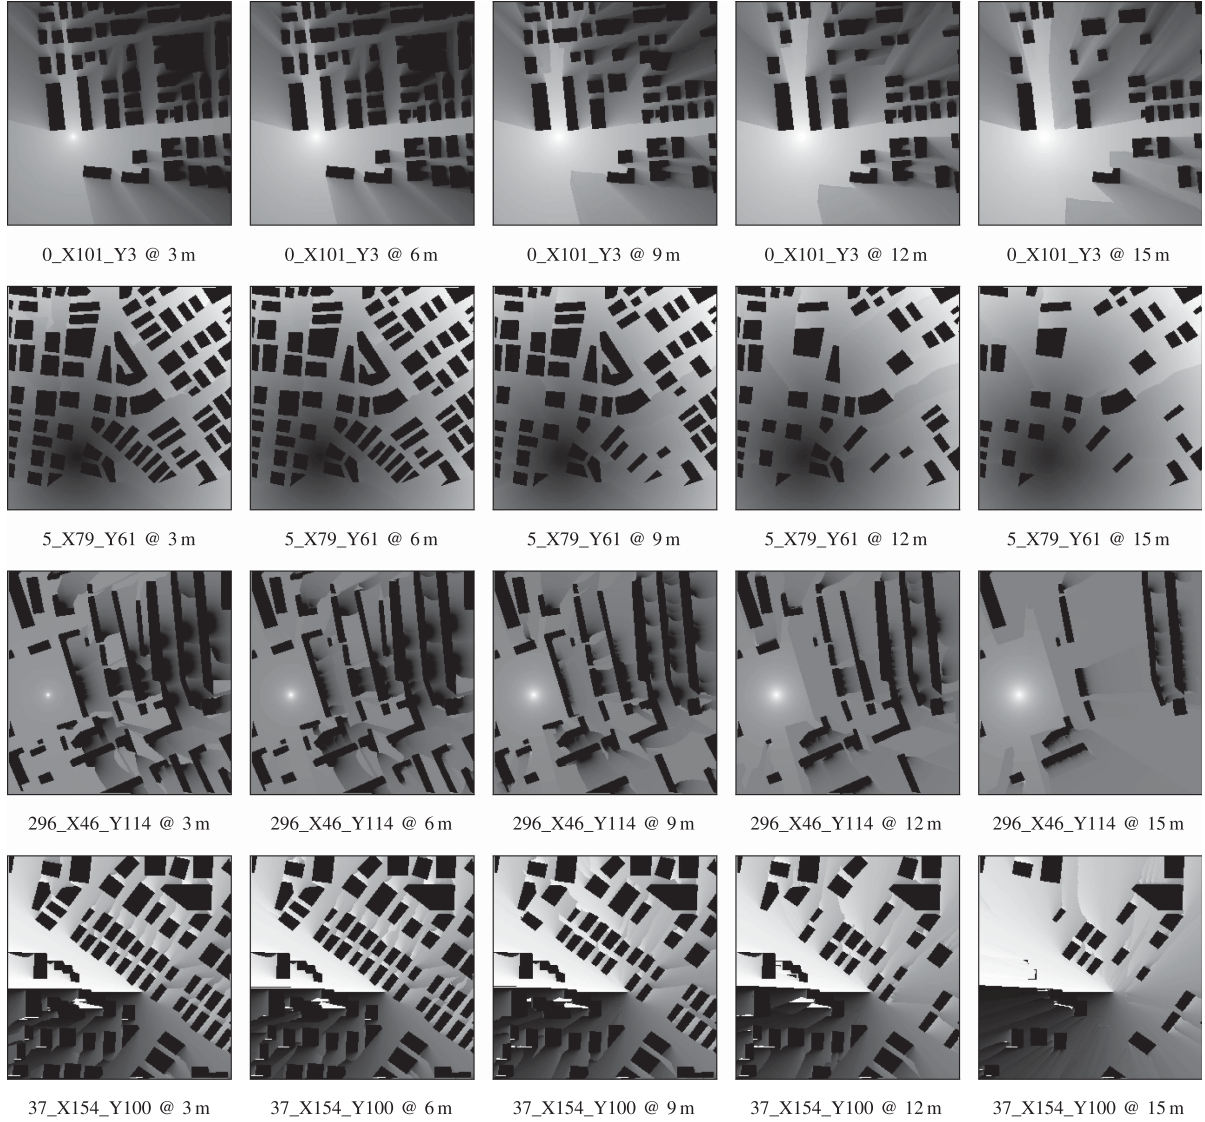 0_X101_Y3 @ 3 m 0_X101_Y3 @ 6 m 0_X101_Y3 @ 9 m 0_X101_Y3 @ 12 m 0_X101_Y3 @ 15 m
5_X79_Y61 @ 3 m 5_X79_Y61 @ 6 m 5_X79_Y61 @ 9 m 5_X79_Y61 @ 12 m 5_X79_Y61 @ 15 m
296_X46_Y114 @ 3 m 296_X46_Y114 @ 6 m 296_X46_Y114 @ 9 m 296_X46_Y114 @ 12 m 296_X46_Y114 @ 15 m
37_X154_Y100 @ 3 m 37_X154_Y100 @ 6 m 37_X154_Y100 @ 9 m 37_X154_Y100 @ 12 m 37_X154_Y100 @ 15 m